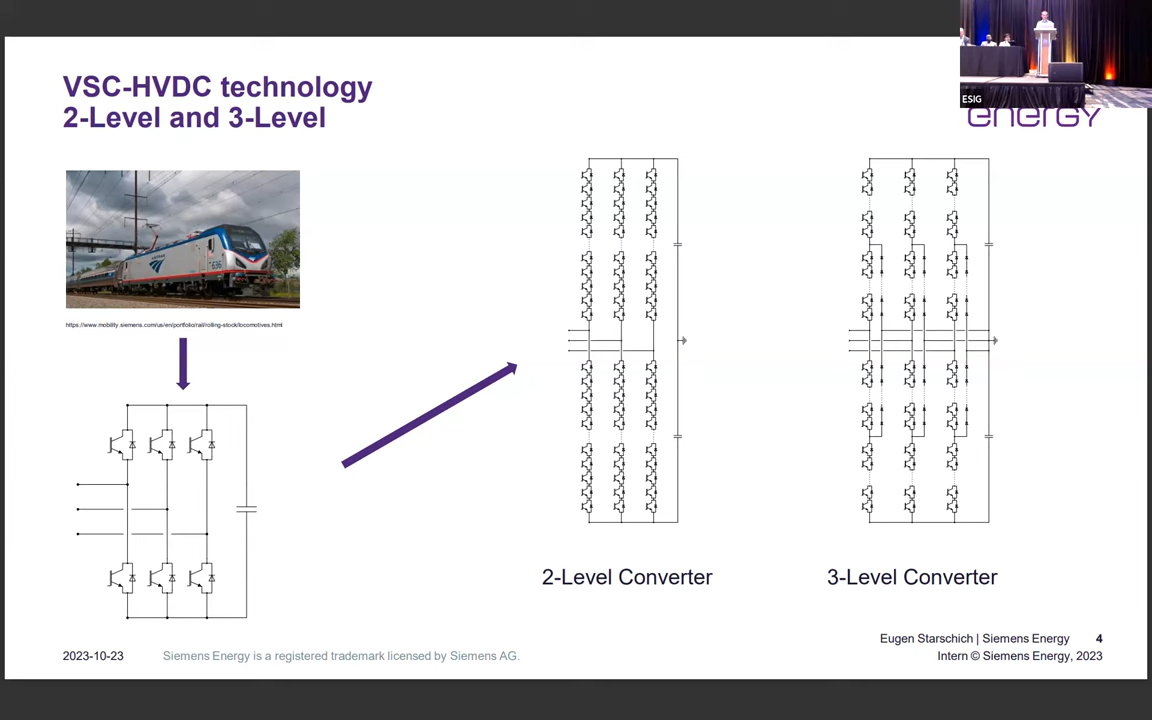 VSC-HVDC technology
2-Level and 3-Level
ESIG
energy
https://www.mobility.siemens.com/us/en/portfolio/rail/rolling-stock/locomotives.html
2-Level Converter
3-Level Converter
Eugen Starschich | Siemens Energy 4
2023-10-23 Siemens Energy is a registered trademark licensed by Siemens AG. Intern © Siemens Energy, 2023